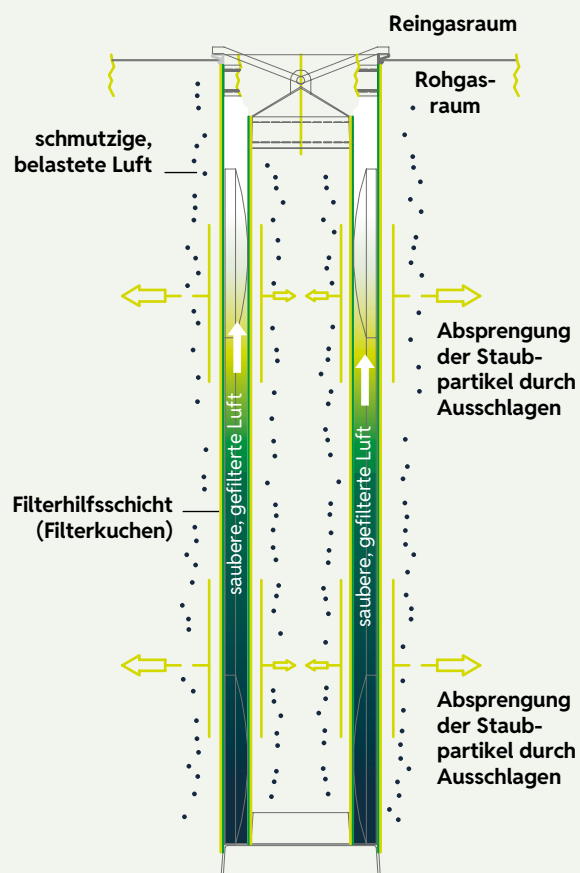 Reingasraum
Rohgas-
raum
schmutzige,
belastete Luft
Absprengung
der Staub-
partikel durch
Ausschlagen
saubere, gefilterte Luft
saubere, gefilterte Luft
Filterhilfsschicht
(Filterkuchen)
Absprengung
der Staub-
partikel durch
Ausschlagen